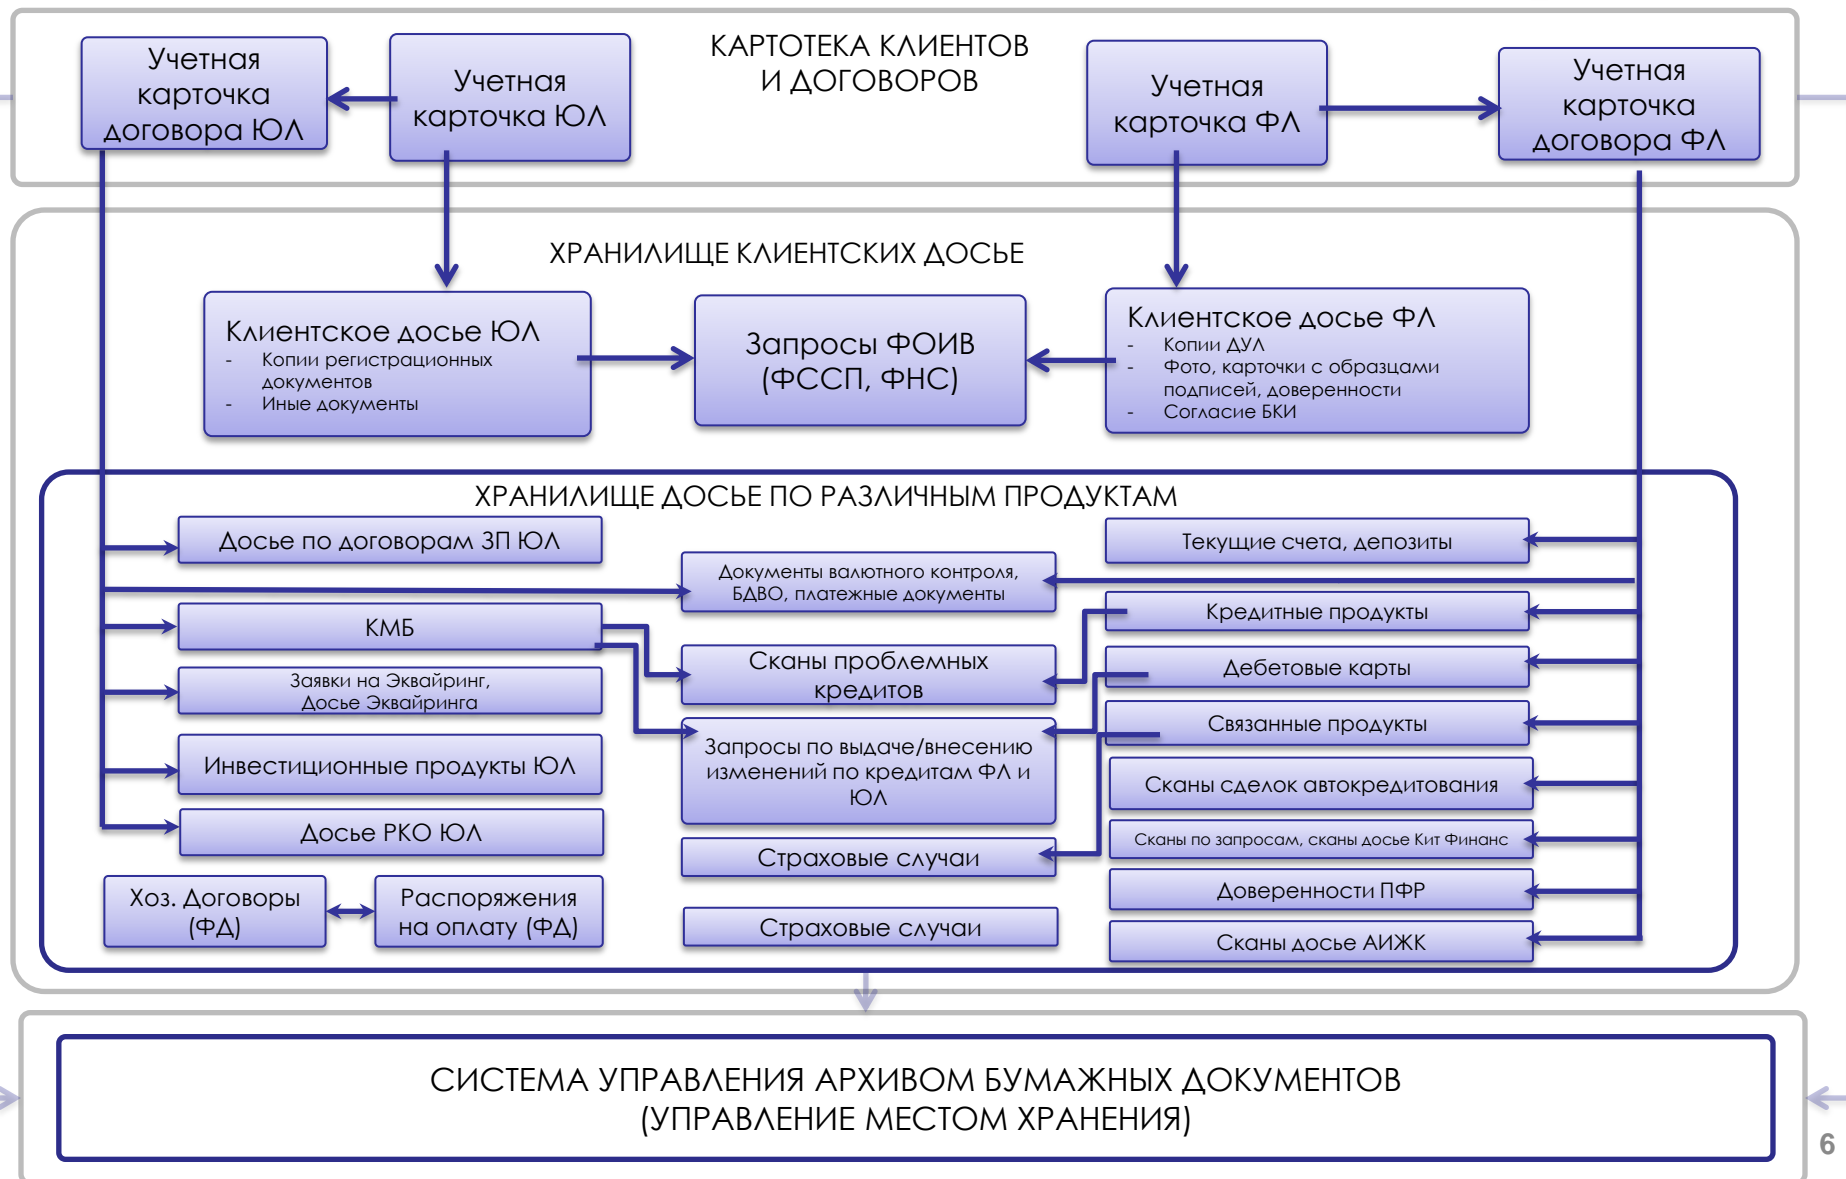 КАРТОТЕКА КЛИЕНТОВ
И ДОГОВОРОВ
Учетная
карточка
договора ЮЛ
Учетная
карточка ЮЛ
Учетная
карточка ФЛ
Учетная
карточка
договора ФЛ
ХРАНИЛИЩЕ КЛИЕНТСКИХ ДОСЬЕ
Клиентское досье ЮЛ
- Копии регистрационных
документов
- Иные документы
Запросы ФОИВ
(ФССП, ФНС)
Клиентское досье ФЛ
- Копии ДУЛ
- Фото, карточки с образцами
подписей, доверенности
- Согласие БКИ
ХРАНИЛИЩЕ ДОСЬЕ ПО РАЗЛИЧНЫМ ПРОДУКТАМ
Досье по договорам ЗП ЮЛ
КМБ
Заявки на Эквайринг,
Досье Эквайринга
Инвестиционные продукты ЮЛ
Досье РКО ЮЛ
Хоз. Договоры
(ФД)
Распоряжения
на оплату (ФД)
Документы валютного контроля,
БДВО, платежные документы
Сканы проблемных
кредитов
Запросы по выдаче/внесению
изменений по кредитам ФЛ и
ЮЛ
Страховые случаи
Страховые случаи
Текущие счета, депозиты
Кредитные продукты
Дебетовые карты
Связанные продукты
Сканы сделок автокредитования
Сканы по запросам, сканы досье Кит Финанс
Доверенности ПФР
Сканы досье АИЖК
СИСТЕМА УПРАВЛЕНИЯ АРХИВОМ БУМАЖНЫХ ДОКУМЕНТОВ
(УПРАВЛЕНИЕ МЕСТОМ ХРАНЕНИЯ)
6